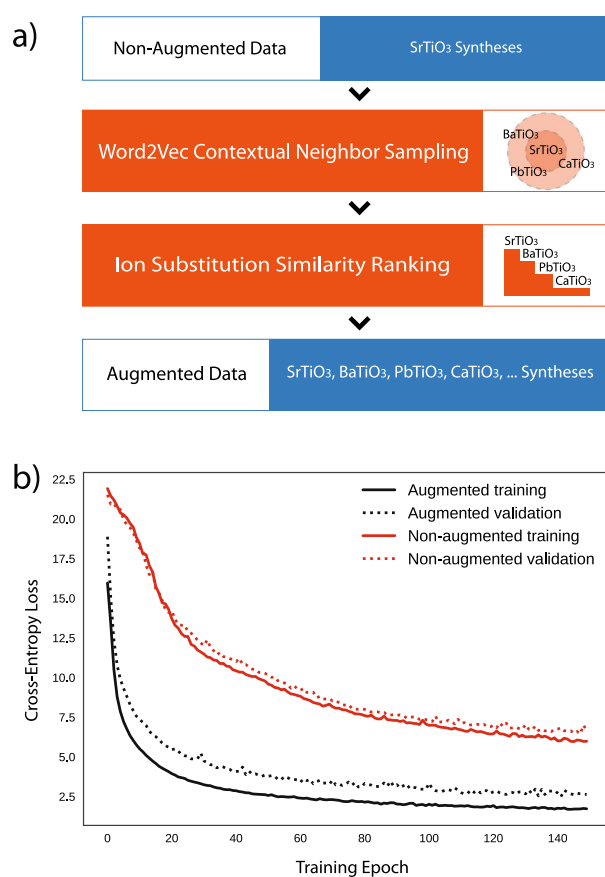 a)
Non-Augmented Data
SrTiO₃ Syntheses
Word2Vec Contextual Neighbor Sampling
BaTiO₃
SrTiO₃
CaTiO₃
PbTiO₃
Ion Substitution Similarity Ranking
SrTiO₃
BaTiO₃
PbTiO₃
CaTiO₃
Augmented Data
SrTiO₃, BaTiO₃, PbTiO₃, CaTiO₃, ... Syntheses
b)
22.5
20.0
17.5
15.0
12.5
10.0
7.5
5.0
2.5
Cross-Entropy Loss
Augmented training
Augmented validation
Non-augmented training
Non-augmented validation
0 20 40 60 80 100 120 140
Training Epoch